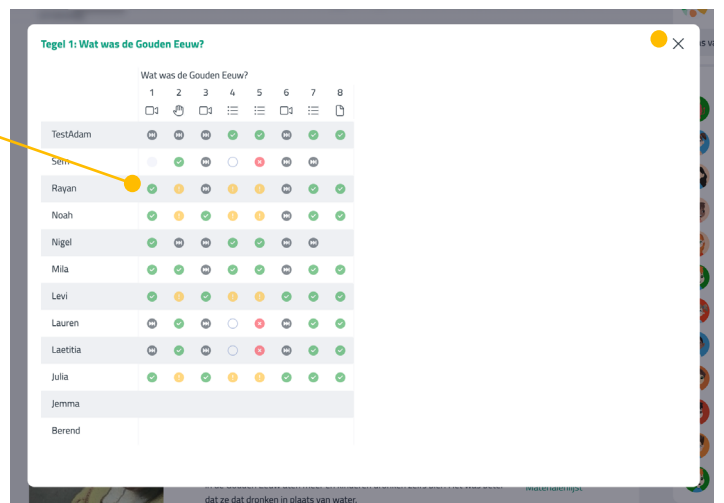 Tegel 1: Wat was de Gouden Eeuw?
Wat was de Gouden Eeuw?
1 2 3 4 5 6 7 8
TestAdam
Sem
Rayan
Noah
Nigel
Mila
Levi
Lauren
Laetitia
Julia
Jemma
Berend
Materialenlijst
dat ze dat dronken in plaats van water.